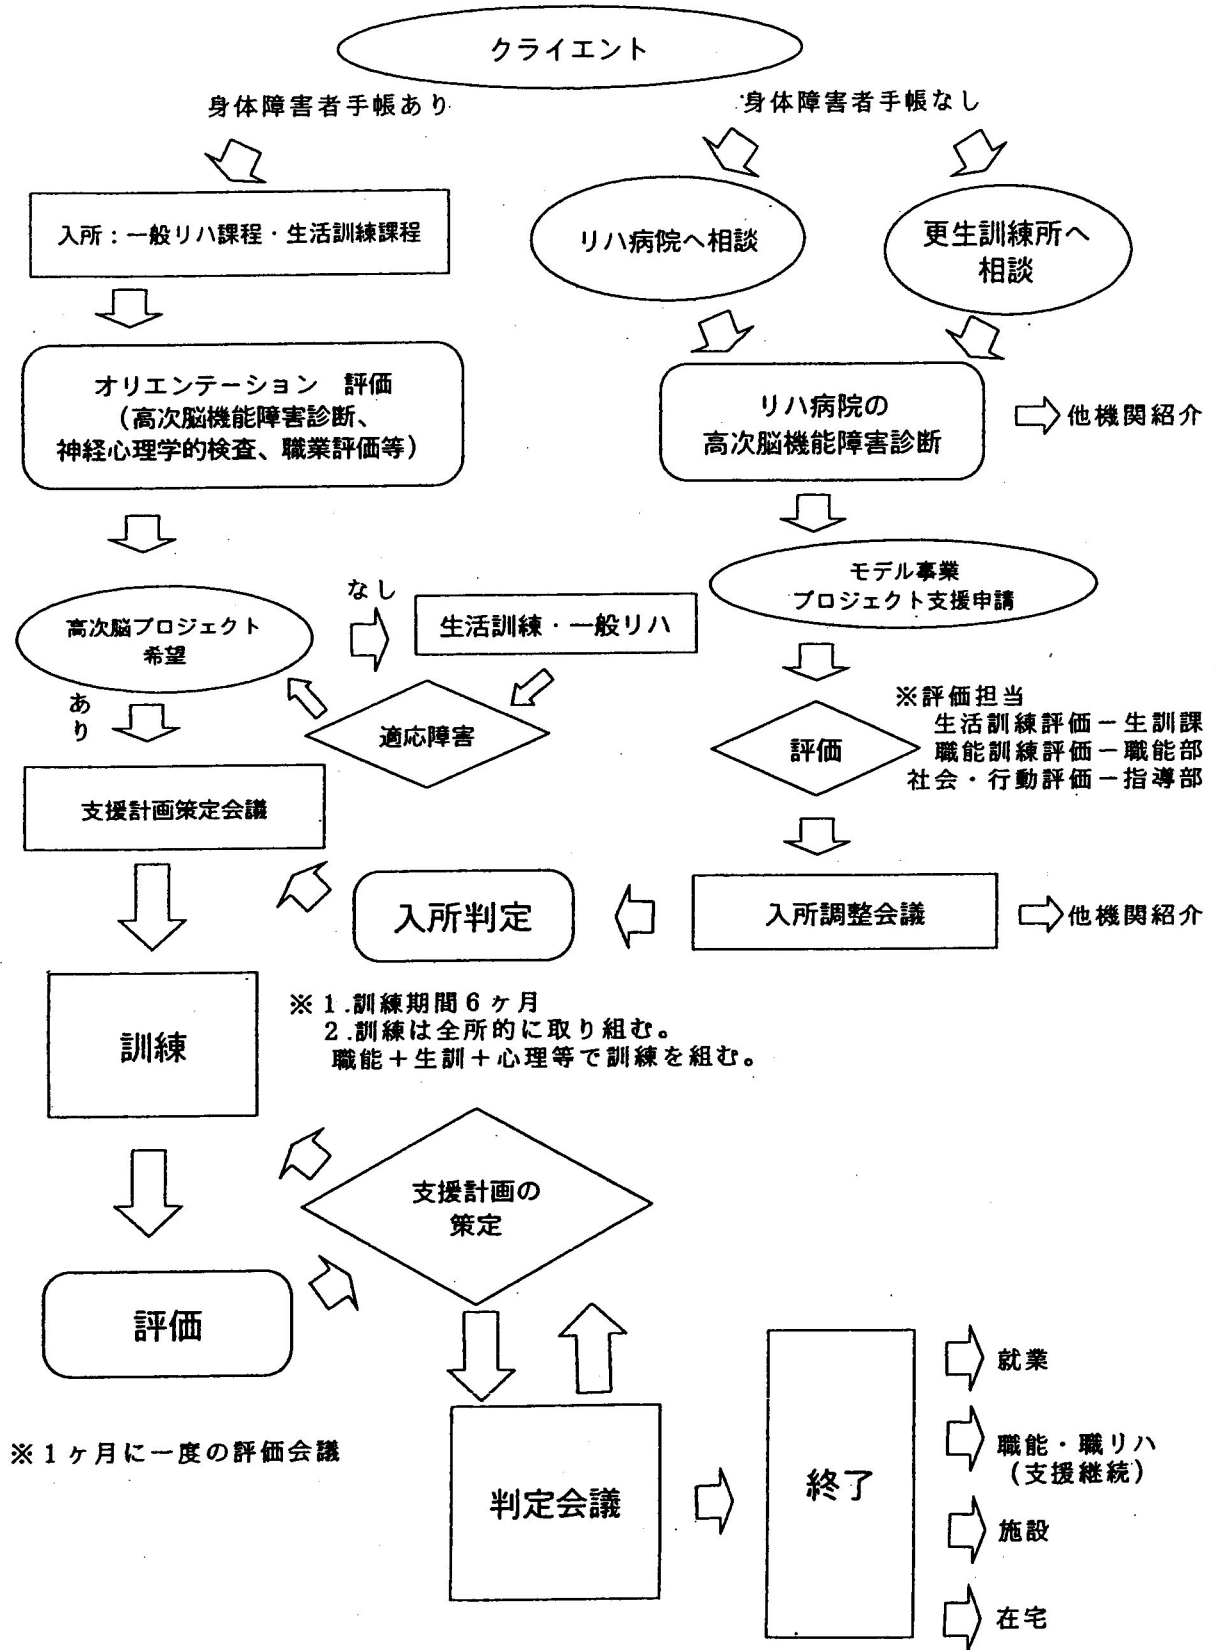 クライエント
身体障害者手帳あり
身体障害者手帳なし
入所：一般リハ課程・生活訓練課程
リハ病院へ相談
更生訓練所へ
相談
オリエンテーション　評価
（高次脳機能障害診断、
神経心理学的検査、職業評価等）
リハ病院の
高次脳機能障害診断
他機関紹介
モデル事業
プロジェクト支援申請
高次脳プロジェクト
希望
なし
生活訓練・一般リハ
あり
適応障害
評価
※評価担当
生活訓練評価－生訓課
職能訓練評価－職能部
社会・行動評価－指導部
支援計画策定会議
入所判定
入所調整会議
他機関紹介
訓練
※１.訓練期間６ヶ月
２.訓練は全所的に取り組む。
職能＋生訓＋心理等で訓練を組む。
支援計画の
策定
評価
※１ヶ月に一度の評価会議
判定会議
終了
就業
職能・職リハ
（支援継続）
施設
在宅